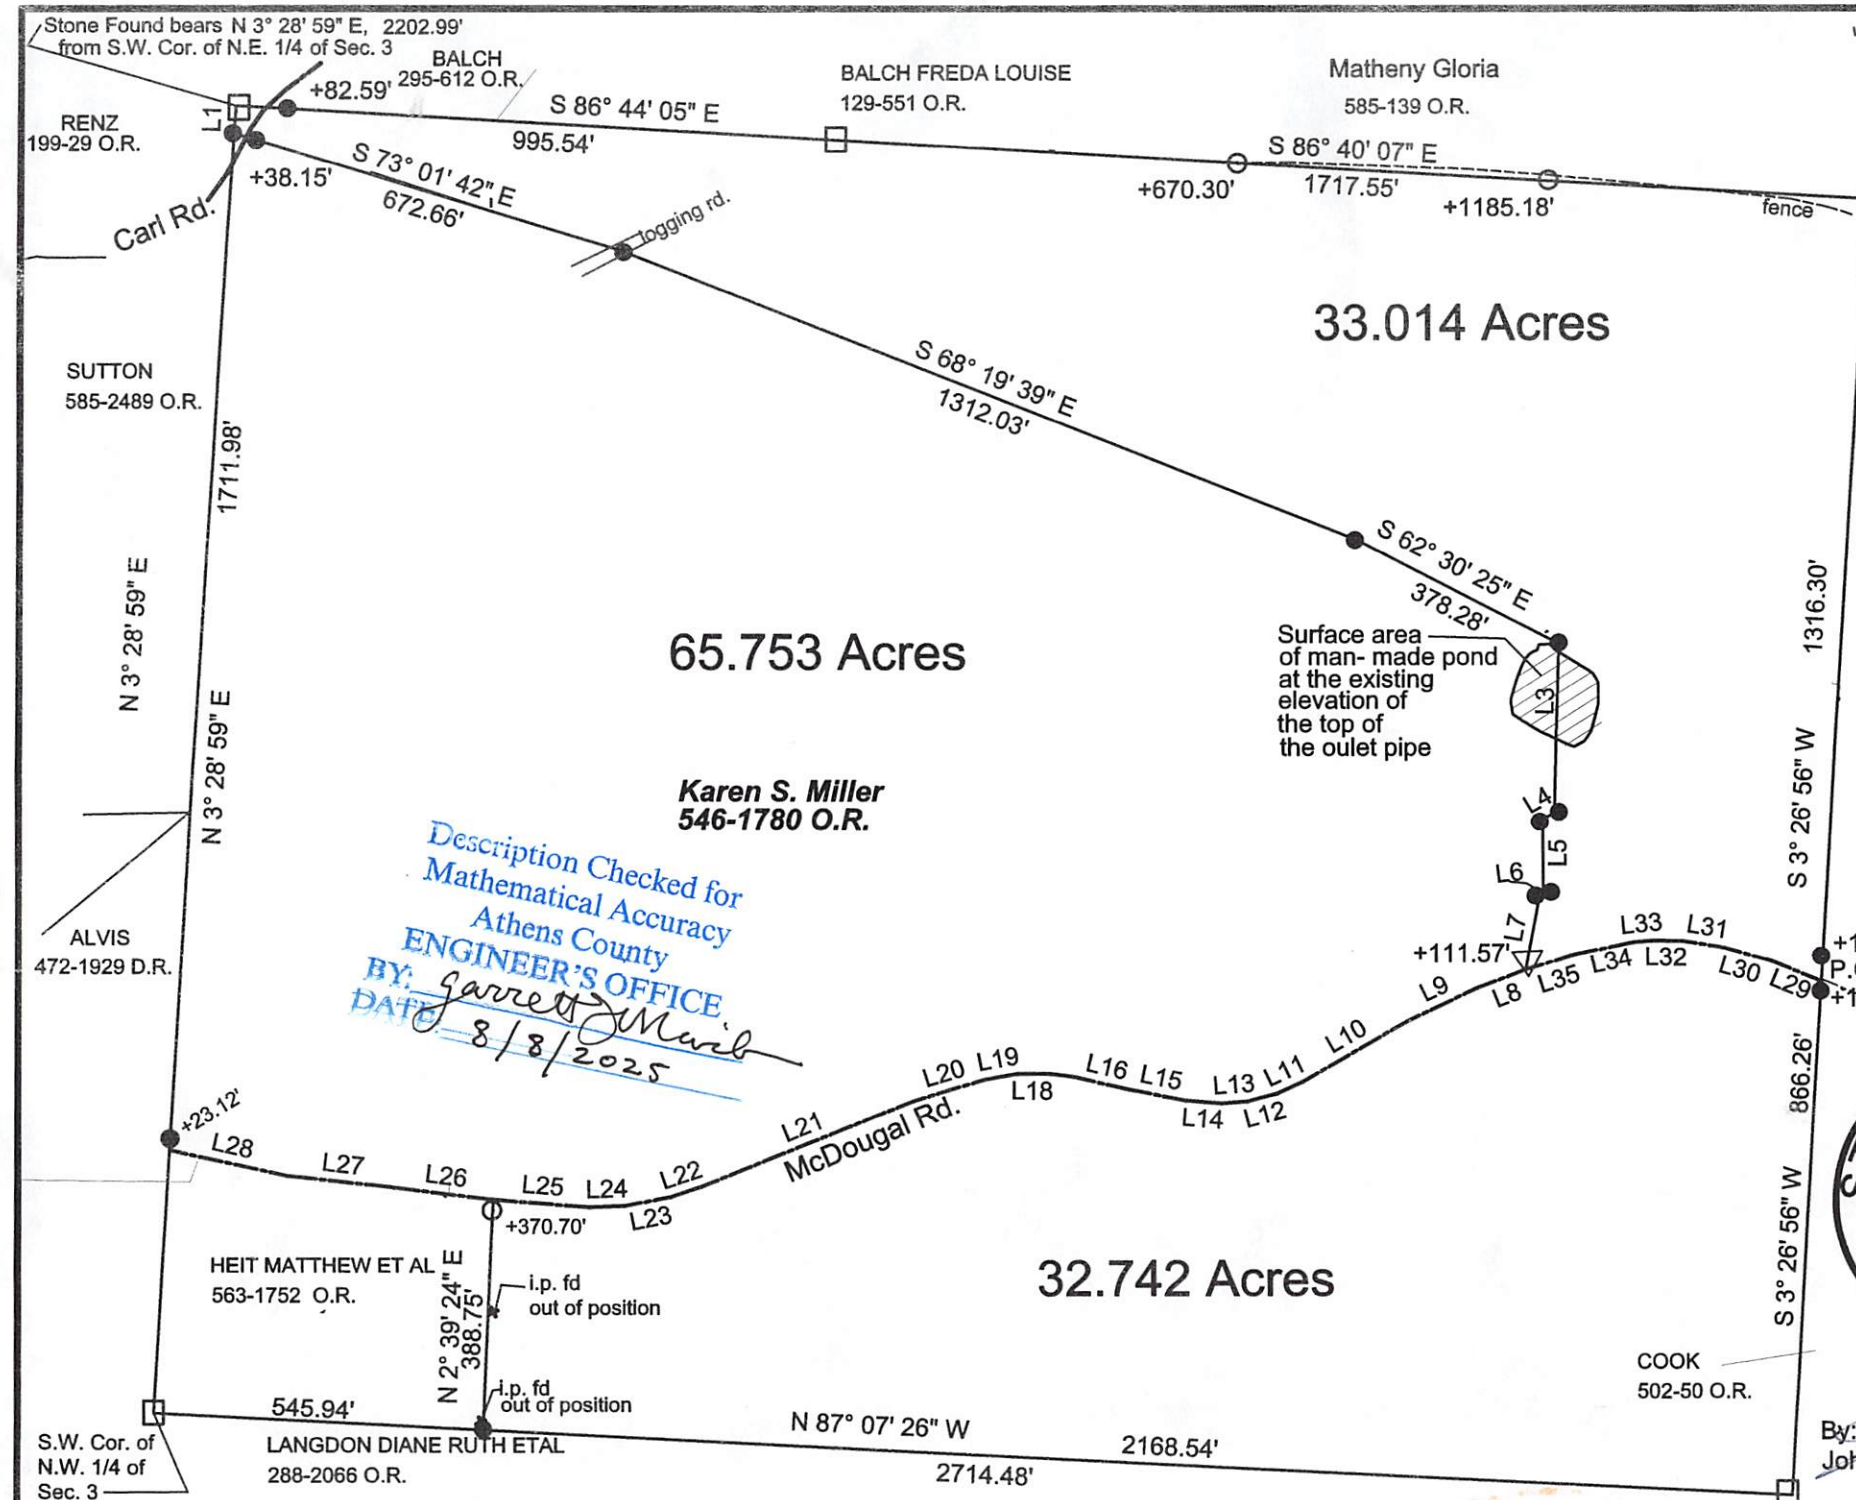 Stone Found bears N 3° 28' 59" E, 2202.99'
from S.W. Cor. of N.E. 1/4 of Sec. 3
BALCH
295-612 O.R.
+82.59'
BALCH FREDA LOUISE
129-551 O.R.
Matheny Gloria
585-139 O.R.
RENZ
199-29 O.R.
L1
S 86° 44' 05" E
995.54'
S 86° 40' 07" E
1717.55'
+670.30'
+1185.18'
fence
+38.15'
S 73° 01' 42" E
672.66'
Carl Rd.
logging rd.
33.014 Acres
SUTTON
585-2489 O.R.
1711.98'
S 68° 19' 39" E
1312.03'
S 62° 30' 25" E
378.28'
N 3° 28' 59" E
N 3° 28' 59" E
65.753 Acres
Surface area
of man- made pond
at the existing
elevation of
the top of
the oulet pipe
L3
1316.30'
S 3° 26' 56" W
Karen S. Miller
546-1780 O.R.
Description Checked for
Mathematical Accuracy
Athens County
ENGINEER'S OFFICE
BY:
DATE
8/8/2025
L4
L5
L6
L7
ALVIS
472-1929 D.R.
+111.57'
L33
L31
L34
L32
L30
L29
L35
L8
L9
L10
L11
L12
L13
L14
L15
L16
L18
L19
L20
L21
McDougal Rd.
L22
L23
L24
L25
L26
L27
L28
+23.12'
+370.70'
866.26'
S 3° 26' 56" W
HEIT MATTHEW ET AL
563-1752 O.R.
N 2° 39' 24" E
388.75'
i.p. fd
out of position
i.p. fd
out of position
32.742 Acres
COOK
502-50 O.R.
545.94'
N 87° 07' 26" W
2168.54'
2714.48'
S.W. Cor. of
N.W. 1/4 of
Sec. 3
LANGDON DIANE RUTH ETAL
288-2066 O.R.
By: